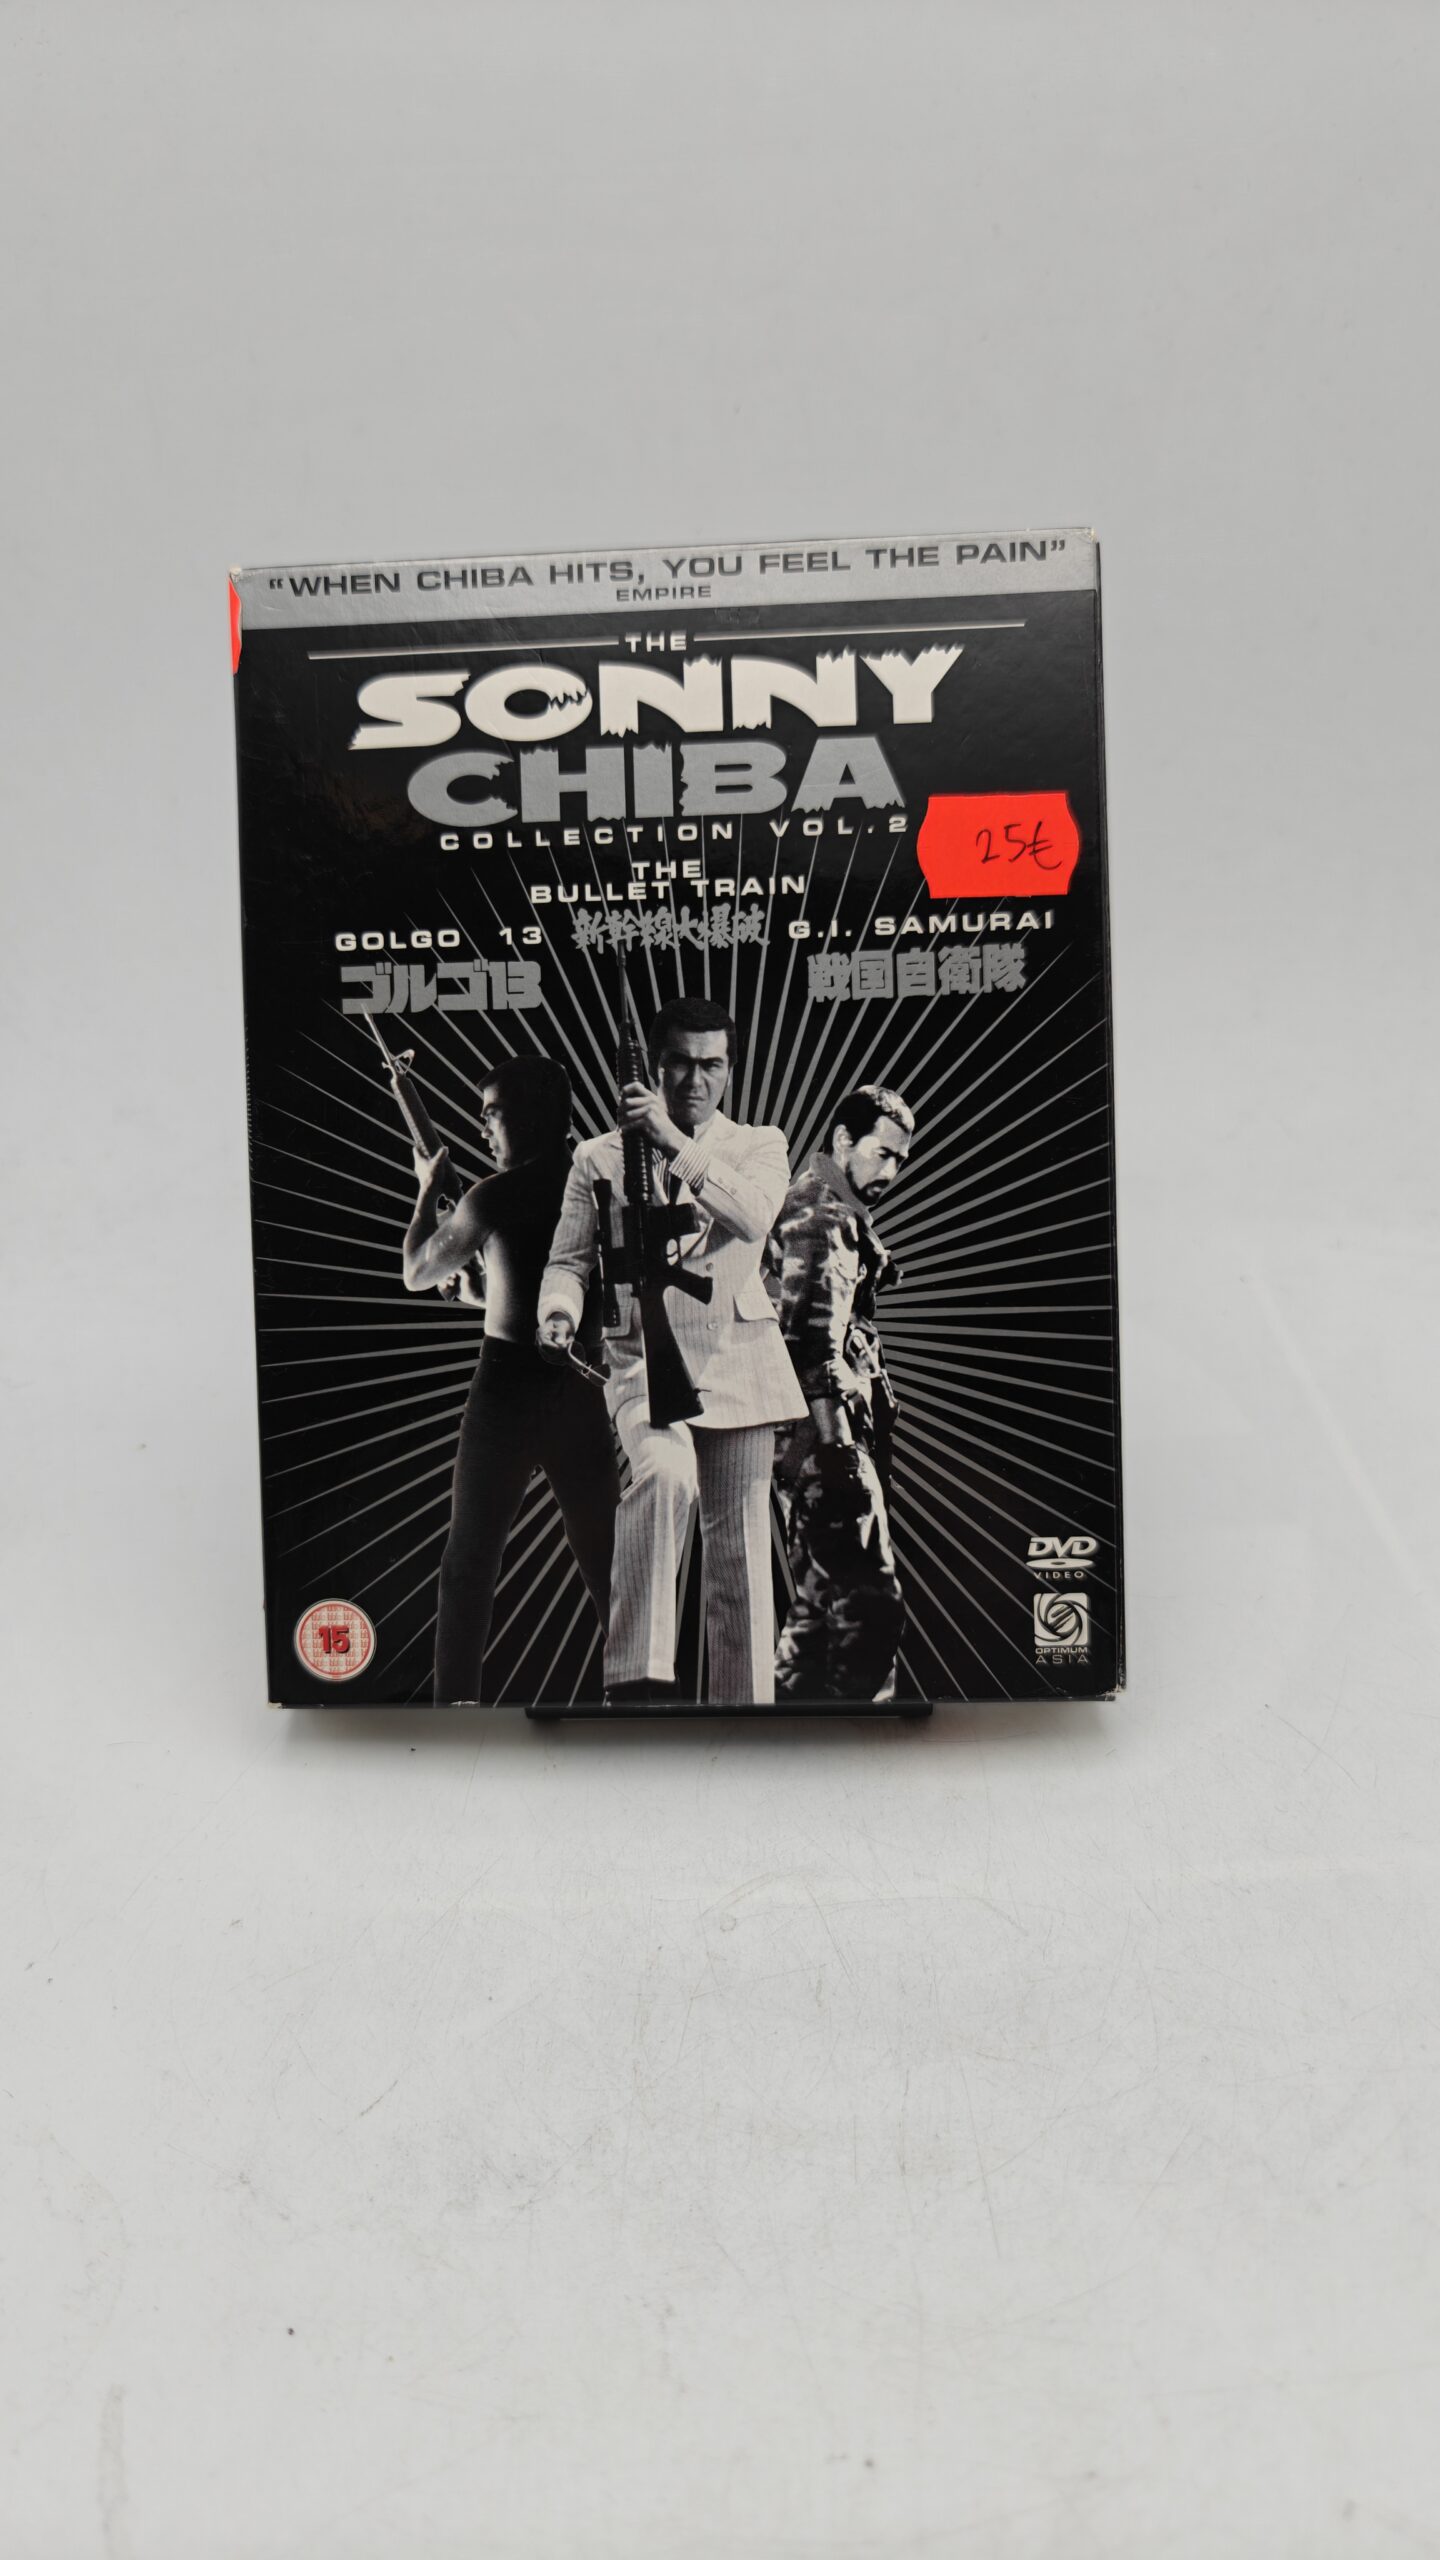 “WHEN CHIBA HITS, YOU FEEL THE PAIN”
EMPIRE
THE
SONNY
CHIBA
COLLECTION VOL.2
25€
THE
BULLET TRAIN
新幹線大爆破
GOLGO 13
ゴルゴ13
G.I. SAMURAI
戦国自衛隊
DVD
VIDEO
15
OPTIMUM
ASIA